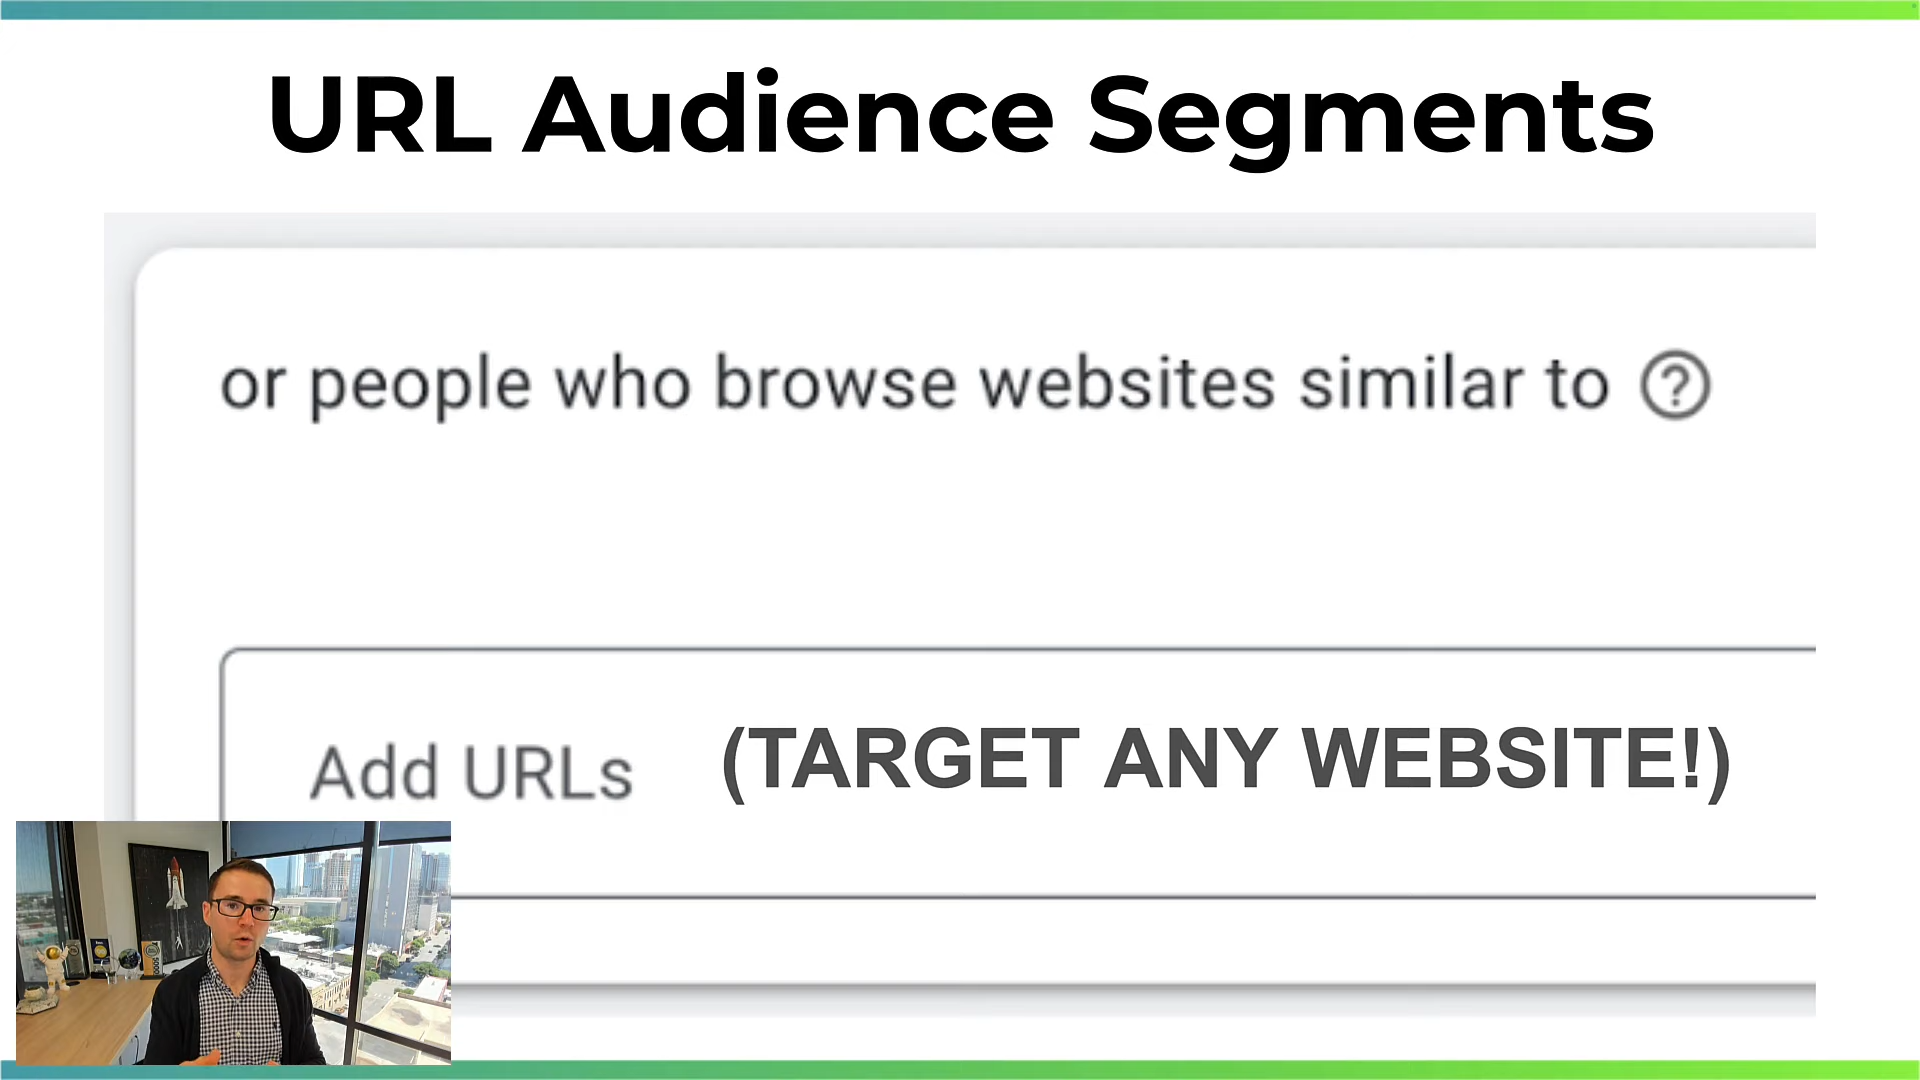 URL Audience Segments
or people who browse websites similar to ?
Add URLs (TARGET ANY WEBSITE!)